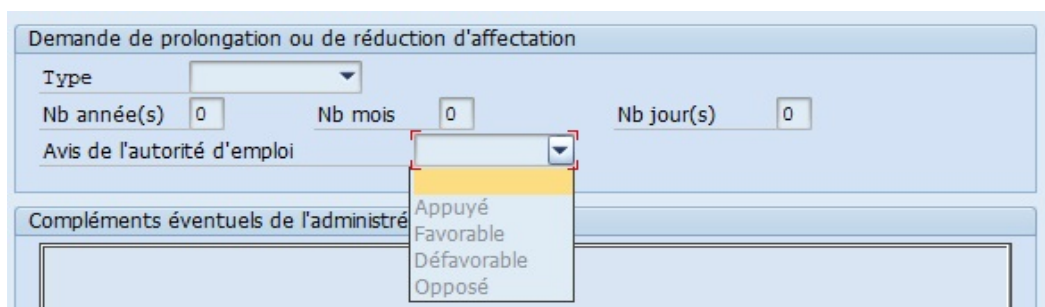 Demande de prolongation ou de réduction d'affectation
Type
Nb année(s) 0 Nb mois 0 Nb jour(s) 0
Avis de l'autorité d'emploi
Appuyé
Compléments éventuels de l'administré
Favorable
Défavorable
Opposé